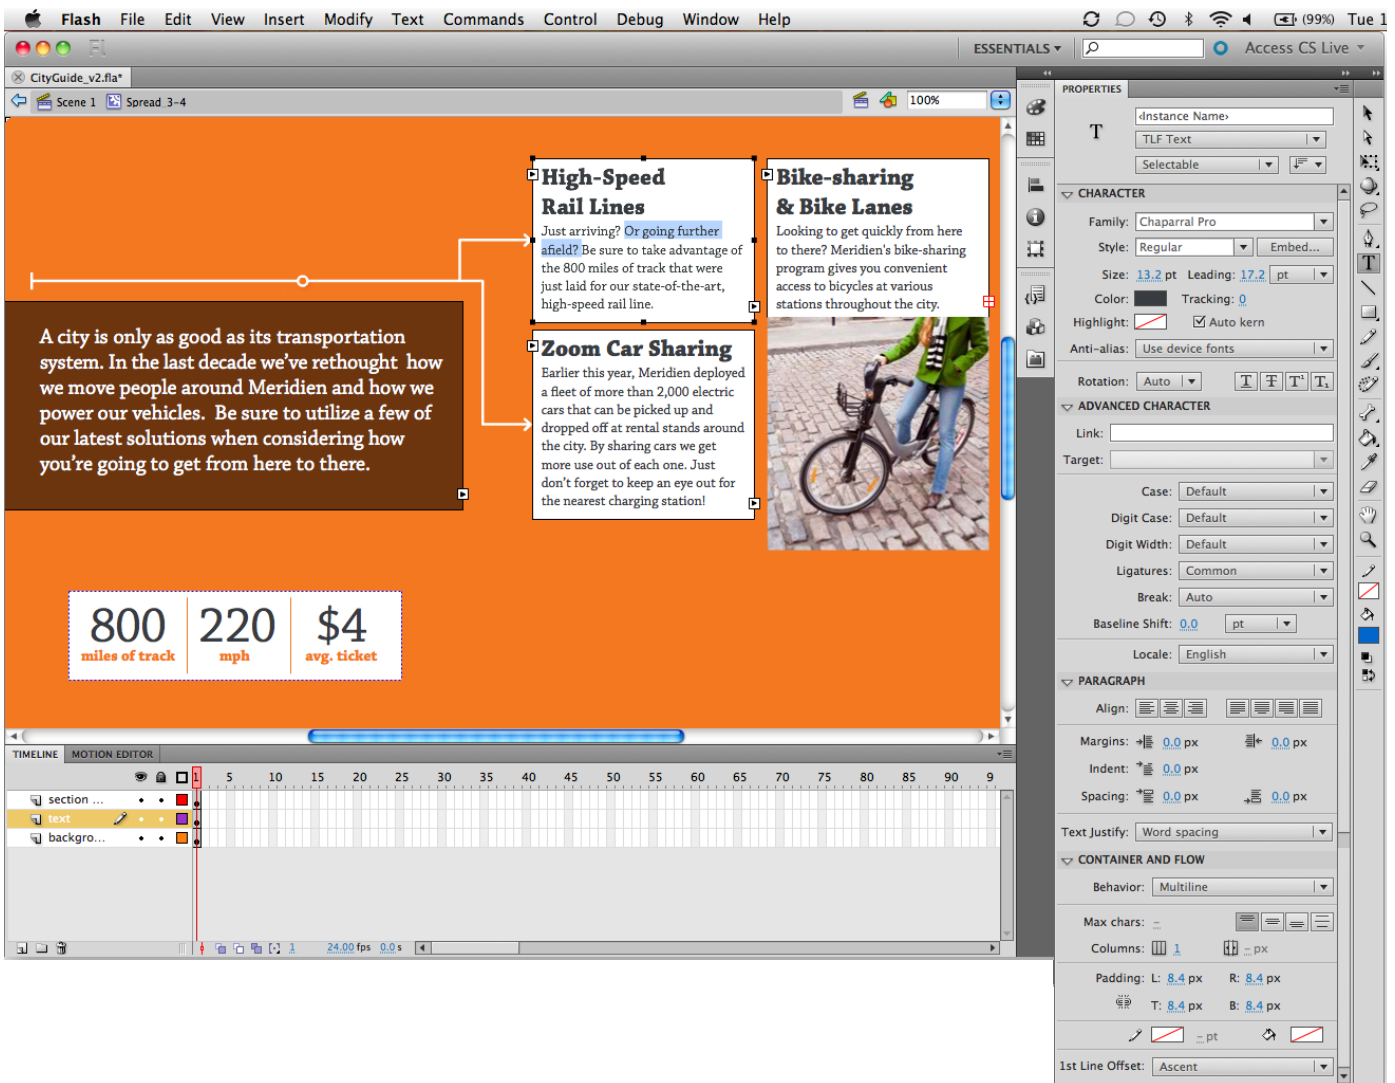 Flash File Edit View Insert Modify Text Commands Control Debug Window Help (99%) Tue 1
Fl ESSENTIALS Access CS Live
CityGuide_v2.fla*
Scene 1 Spread_3-4 100%
High-Speed
Rail Lines
Just arriving? Or going further
afield? Be sure to take advantage of
the 800 miles of track that were
just laid for our state-of-the-art,
high-speed rail line.
Bike-sharing
& Bike Lanes
Looking to get quickly from here
to there? Meridien's bike-sharing
program gives you convenient
access to bicycles at various
stations throughout the city.
A city is only as good as its transportation
system. In the last decade we've rethought how
we move people around Meridien and how we
power our vehicles. Be sure to utilize a few of
our latest solutions when considering how
you're going to get from here to there.
Zoom Car Sharing
Earlier this year, Meridien deployed
a fleet of more than 2,000 electric
cars that can be picked up and
dropped off at rental stands around
the city. By sharing cars we get
more use out of each one. Just
don't forget to keep an eye out for
the nearest charging station!
800 220 $4
miles of track mph avg. ticket
TIMELINE MOTION EDITOR
1 5 10 15 20 25 30 35 40 45 50 55 60 65 70 75 80 85 90 9
section ...
text
backgro...
1 24.00 fps 0.0 s
PROPERTIES
<Instance Name>
T TLF Text
Selectable
CHARACTER
Family: Chaparral Pro
Style: Regular Embed...
Size: 13.2 pt Leading: 17.2 pt
Color: Tracking: 0
Highlight: Auto kern
Anti-alias: Use device fonts
Rotation: Auto T T T¹ T₁
ADVANCED CHARACTER
Link:
Target:
Case: Default
Digit Case: Default
Digit Width: Default
Ligatures: Common
Break: Auto
Baseline Shift: 0.0 pt
Locale: English
PARAGRAPH
Align:
Margins: 0.0 px 0.0 px
Indent: 0.0 px
Spacing: 0.0 px 0.0 px
Text Justify: Word spacing
CONTAINER AND FLOW
Behavior: Multiline
Max chars: –
Columns: 1 – px
Padding: L: 8.4 px R: 8.4 px
T: 8.4 px B: 8.4 px
– pt
1st Line Offset: Ascent
T